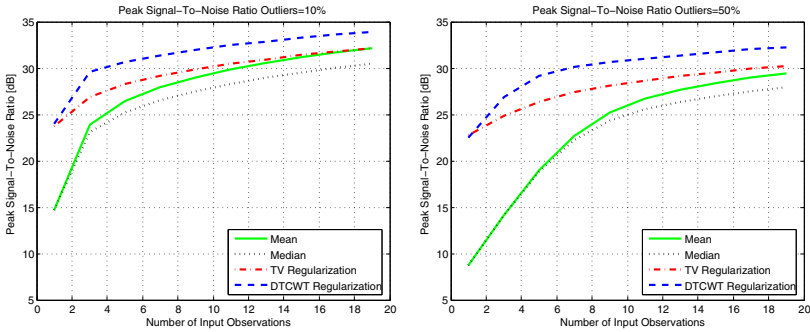 Peak Signal−To−Noise Ratio Outliers=10%
Peak Signal−To−Noise Ratio [dB]
35
30
25
20
15
10
5
0 2 4 6 8 10 12 14 16 18 20
Number of Input Observations
Mean
Median
TV Regularization
DTCWT Regularization
Peak Signal−To−Noise Ratio Outliers=50%
Peak Signal−To−Noise Ratio [dB]
35
30
25
20
15
10
5
0 2 4 6 8 10 12 14 16 18 20
Number of Input Observations
Mean
Median
TV Regularization
DTCWT Regularization